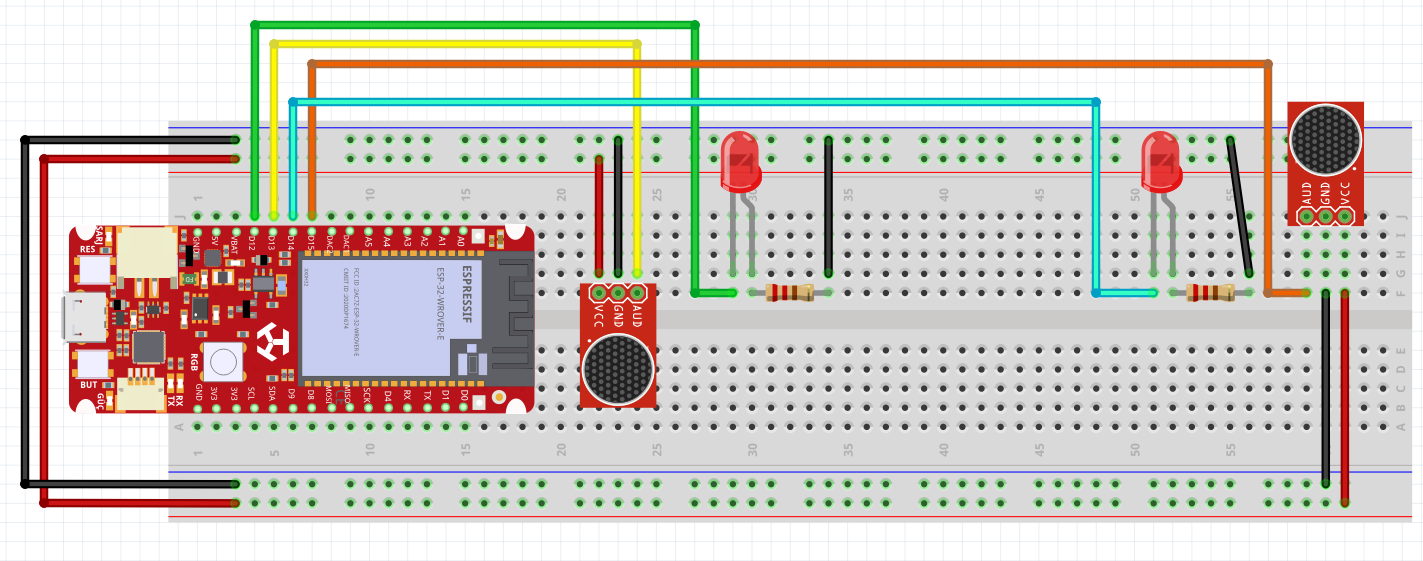 1
10
15
20
25
30
35
40
45
50
55
J
J
H
G
F
E
D
C
B
A
A
1
5
10
15
20
25
30
35
40
45
50
55
ŞARJ
RES
BUT
GÜÇ
RGB
RX
TX
GND
5V
VBAT
D12
D13
D14
D15
DAC2
DAC1
A5
A4
A3
A2
A1
A0
GND
3V3
3V3
SCL
SDA
D9
D8
MOSI
MISO
SCK
D4
RX
TX
D1
D0
ESPRESSIF
ESP-32-WROVER-E
VCC
GND
AUD
AUD
GND
VCC